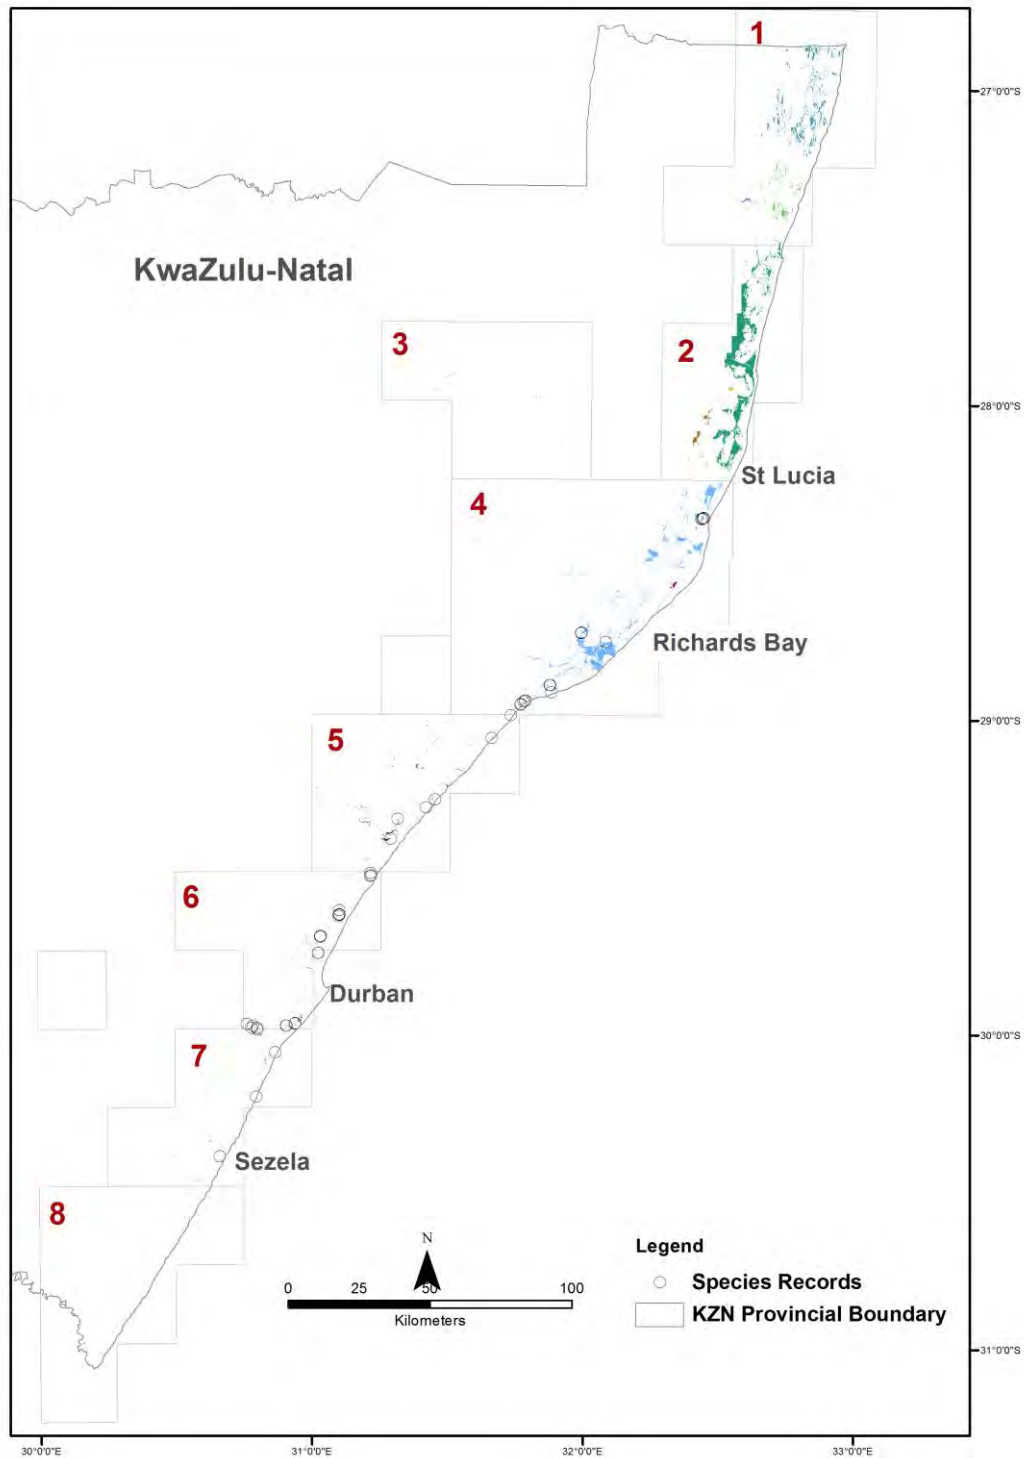 1
27°0'0"S
KwaZulu-Natal
3
2
28°0'0"S
St Lucia
4
Richards Bay
29°0'0"S
5
6
Durban
30°0'0"S
7
Sezela
8
N
Legend
0 25 50 100
Species Records
Kilometers
KZN Provincial Boundary
31°0'0"S
30°0'0"E 31°0'0"E 32°0'0"E 33°0'0"E